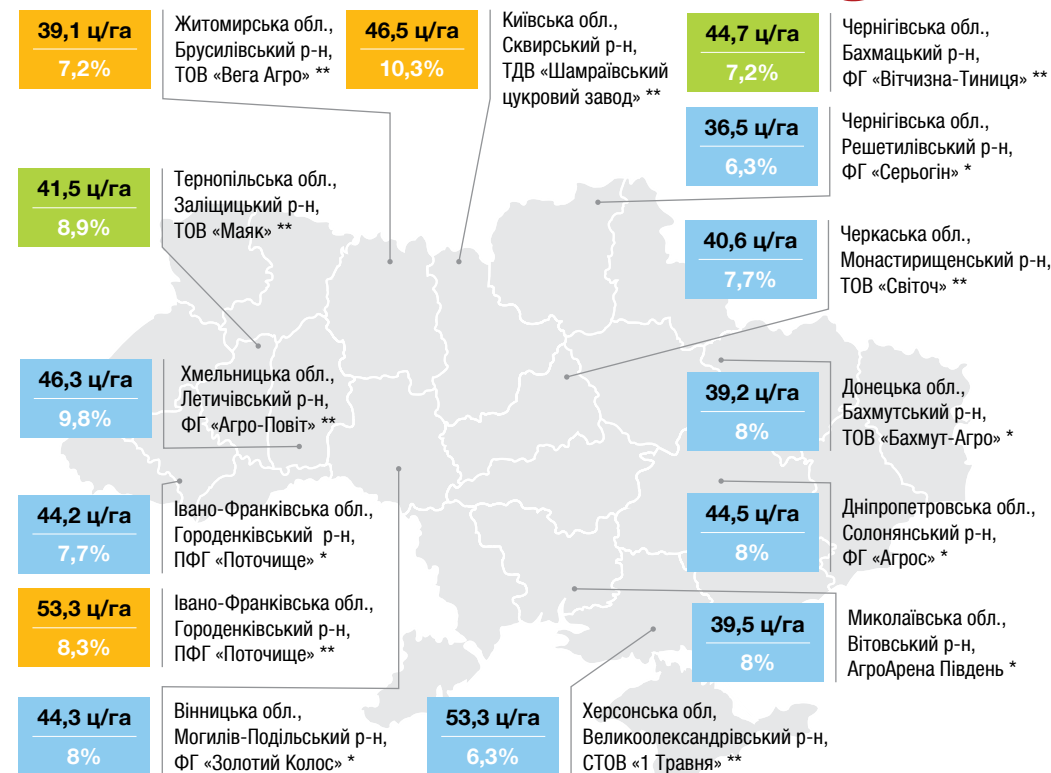 39,1 ц/га
7,2%
Житомирська обл.,
Брусилівський р-н,
ТОВ «Вега Агро» **
46,5 ц/га
10,3%
Київська обл.,
Сквирський р-н,
ТДВ «Шамраївський
цукровий завод» **
44,7 ц/га
7,2%
Чернігівська обл.,
Бахмацький р-н,
ФГ «Вітчизна-Тиниця» **
36,5 ц/га
6,3%
Чернігівська обл.,
Решетилівський р-н,
ФГ «Серьогін» *
41,5 ц/га
8,9%
Тернопільська обл.,
Заліщицький р-н,
ТОВ «Маяк» **
40,6 ц/га
7,7%
Черкаська обл.,
Монастирищенський р-н,
ТОВ «Світоч» **
46,3 ц/га
9,8%
Хмельницька обл.,
Летичівський р-н,
ФГ «Агро-Повіт» **
39,2 ц/га
8%
Донецька обл.,
Бахмутський р-н,
ТОВ «Бахмут-Агро» *
44,2 ц/га
7,7%
Івано-Франківська обл.,
Городенківський р-н,
ПФГ «Поточище» *
44,5 ц/га
8%
Дніпропетровська обл.,
Солонянський р-н,
ФГ «Агрос» *
53,3 ц/га
8,3%
Івано-Франківська обл.,
Городенківський р-н,
ПФГ «Поточище» **
39,5 ц/га
8%
Миколаївська обл.,
Вітовський р-н,
АгроАрена Південь *
44,3 ц/га
8%
Вінницька обл.,
Могилів-Подільський р-н,
ФГ «Золотий Колос» *
53,3 ц/га
6,3%
Херсонська обл,
Великоолександрівський р-н,
СТОВ «1 Травня» **